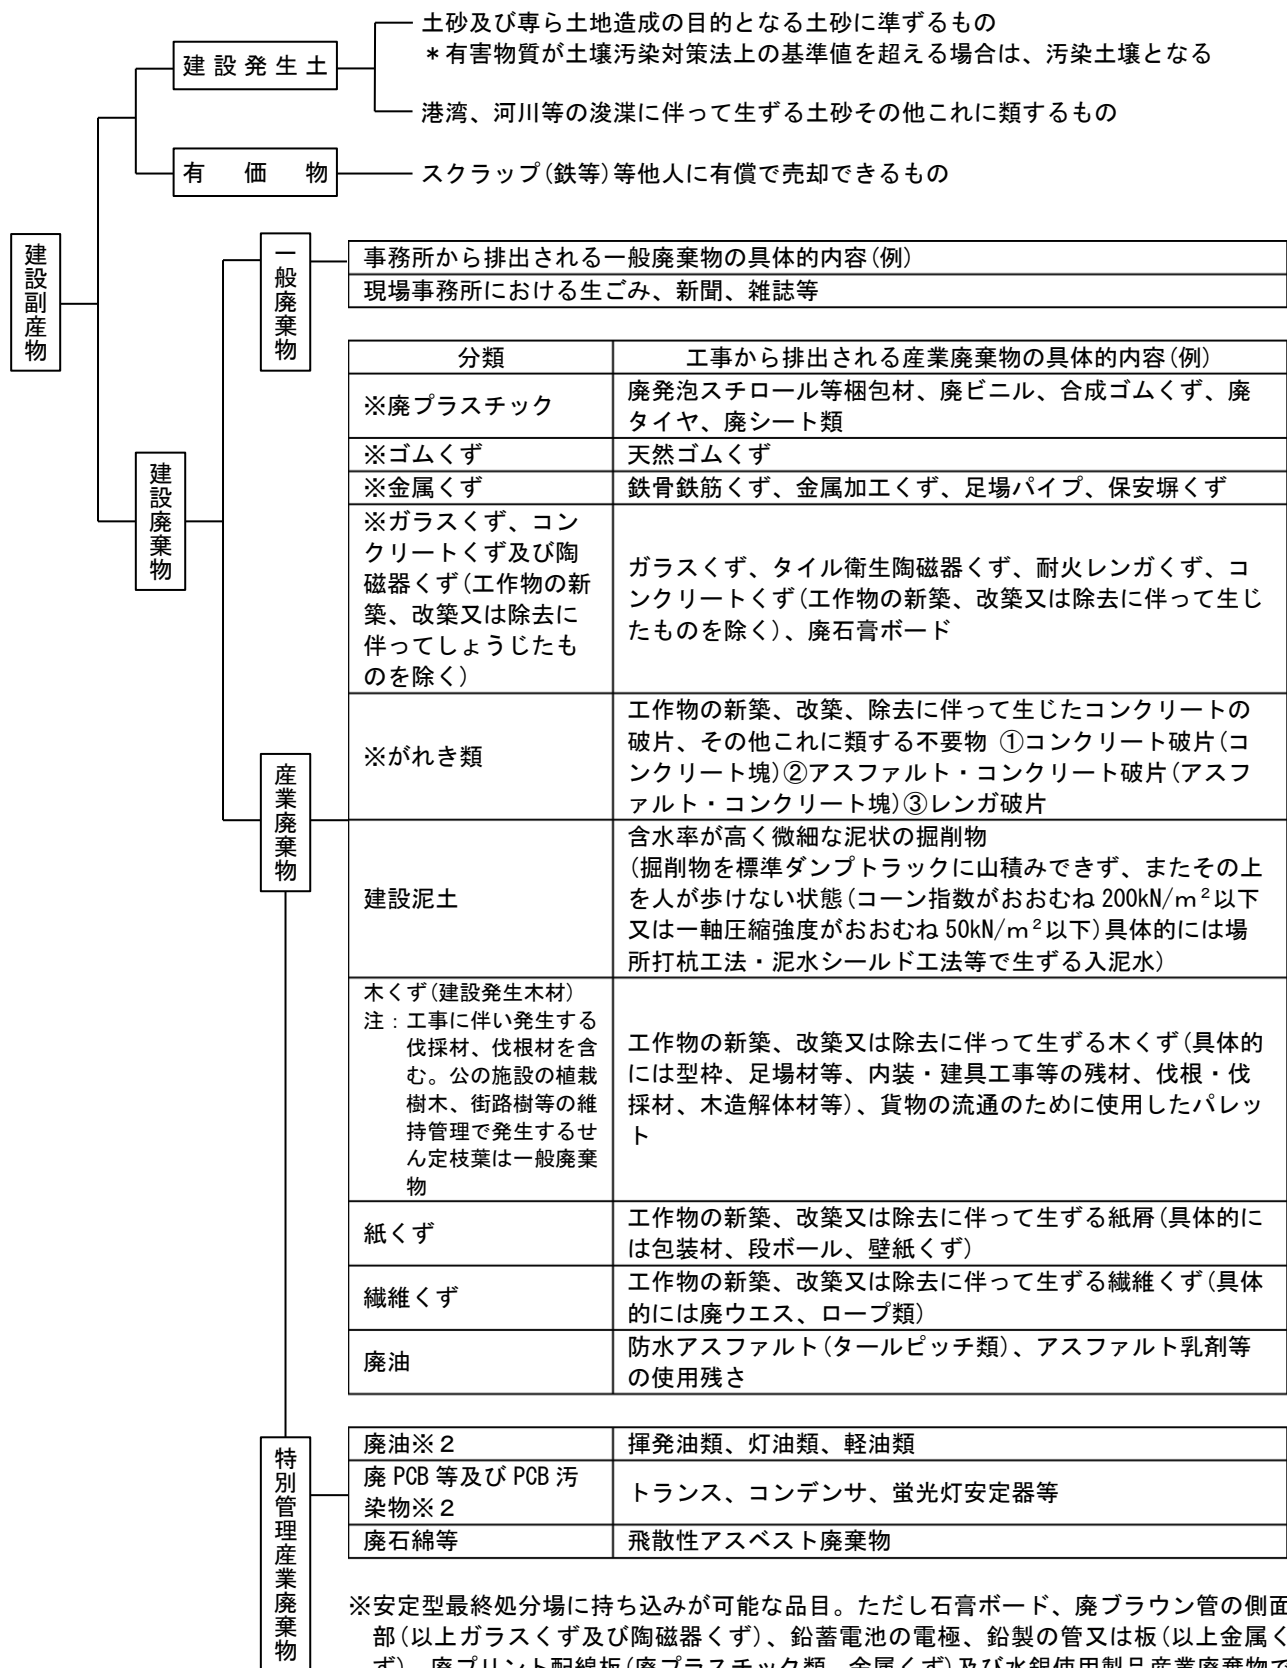 土砂及び専ら土地造成の目的となる土砂に準ずるもの
建設発生土
＊有害物質が土壌汚染対策法上の基準値を超える場合は、汚染土壌となる
港湾、河川等の浚渫に伴って生ずる土砂その他これに類するもの
有価物
スクラップ(鉄等)等他人に有償で売却できるもの
建設副産物
一般廃棄物
事務所から排出される一般廃棄物の具体的内容(例)
現場事務所における生ごみ、新聞、雑誌等
建設廃棄物
産業廃棄物
分類
工事から排出される産業廃棄物の具体的内容(例)
※廃プラスチック
廃発泡スチロール等梱包材、廃ビニル、合成ゴムくず、廃
タイヤ、廃シート類
※ゴムくず
天然ゴムくず
※金属くず
鉄骨鉄筋くず、金属加工くず、足場パイプ、保安塀くず
※ガラスくず、コン
クリートくず及び陶
磁器くず(工作物の新
築、改築又は除去に
伴ってしょうじたも
のを除く)
ガラスくず、タイル衛生陶磁器くず、耐火レンガくず、コ
ンクリートくず(工作物の新築、改築又は除去に伴って生じ
たものを除く)、廃石膏ボード
※がれき類
工作物の新築、改築、除去に伴って生じたコンクリートの
破片、その他これに類する不要物 ①コンクリート破片(コ
ンクリート塊)②アスファルト・コンクリート破片(アスフ
ァルト・コンクリート塊)③レンガ破片
建設泥土
含水率が高く微細な泥状の掘削物
(掘削物を標準ダンプトラックに山積みできず、またその上
を人が歩けない状態(コーン指数がおおむね 200kN/ｍ²以下
又は一軸圧縮強度がおおむね 50kN/ｍ²以下)具体的には場
所打杭工法・泥水シールド工法等で生ずる入泥水)
木くず(建設発生木材)
注：工事に伴い発生する
伐採材、伐根材を含
む。公の施設の植栽
樹木、街路樹等の維
持管理で発生するせ
ん定枝葉は一般廃棄
物
工作物の新築、改築又は除去に伴って生ずる木くず(具体的
には型枠、足場材等、内装・建具工事等の残材、伐根・伐
採材、木造解体材等)、貨物の流通のために使用したパレッ
ト
紙くず
工作物の新築、改築又は除去に伴って生ずる紙屑(具体的に
は包装材、段ボール、壁紙くず)
繊維くず
工作物の新築、改築又は除去に伴って生ずる繊維くず(具体
的には廃ウエス、ロープ類)
廃油
防水アスファルト(タールピッチ類)、アスファルト乳剤等
の使用残さ
特別管理産業廃棄物
廃油※２
揮発油類、灯油類、軽油類
廃 PCB 等及び PCB 汚
染物※２
トランス、コンデンサ、蛍光灯安定器等
廃石綿等
飛散性アスベスト廃棄物
※安定型最終処分場に持ち込みが可能な品目。ただし石膏ボード、廃ブラウン管の側面
部(以上ガラスくず及び陶磁器くず)、鉛蓄電池の電極、鉛製の管又は板(以上金属く
ず)、廃プリント配線板(廃プラスチック類、金属くず)及び水銀使用製品産業廃棄物で